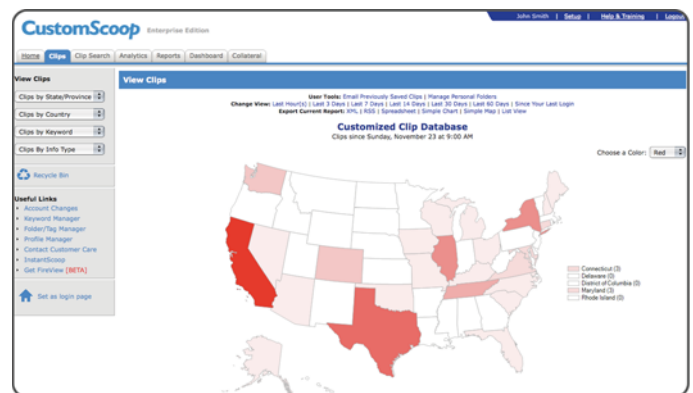 John Smith | Setup | Help & Training | Logout
CustomScoop Enterprise Edition
Home Clips Clip Search Analytics Reports Dashboard Collateral
View Clips
Clips by State/Province
Clips by Country
Clips by Keyword
Clips By Info Type
Recycle Bin
Useful Links
Account Changes
Keyword Manager
Folder/Tag Manager
Profile Manager
Contact Customer Care
InstantScoop
Get FireView [BETA]
Set as login page
View Clips
User Tools: Email Previously Saved Clips | Manage Personal Folders
Change View: Last Hour(s) | Last 3 Days | Last 7 Days | Last 14 Days | Last 30 Days | Last 60 Days | Since Your Last Login
Export Current Report: XML | RSS | Spreadsheet | Simple Chart | Simple Map | List View
Customized Clip Database
Clips since Sunday, November 23 at 9:00 AM
Choose a Color: Red
Connecticut (3)
Delaware (0)
District of Columbia (0)
Maryland (3)
Rhode Island (0)